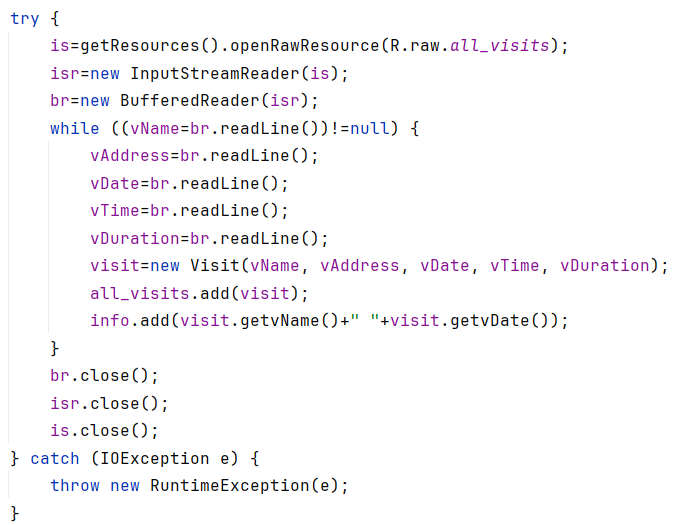 try {
    is=getResources().openRawResource(R.raw.all_visits);
    isr=new InputStreamReader(is);
    br=new BufferedReader(isr);
    while ((vName=br.readLine())!=null) {
        vAddress=br.readLine();
        vDate=br.readLine();
        vTime=br.readLine();
        vDuration=br.readLine();
        visit=new Visit(vName, vAddress, vDate, vTime, vDuration);
        all_visits.add(visit);
        info.add(visit.getvName()+" "+visit.getvDate());
    }
    br.close();
    isr.close();
    is.close();
} catch (IOException e) {
    throw new RuntimeException(e);
}